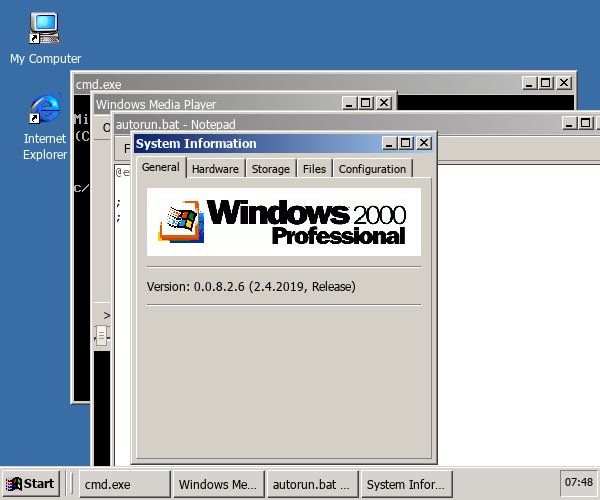 My Computer
Internet
Explorer
cmd.exe
Mi
(C
c/
Windows Media Player
O
>
autorun.bat - Notepad
F
@e
;
;
System Information
General
Hardware
Storage
Files
Configuration
Windows 2000
Professional
Version: 0.0.8.2.6 (2.4.2019, Release)
Start
cmd.exe
Windows Me...
autorun.bat ...
System Infor...
07:48